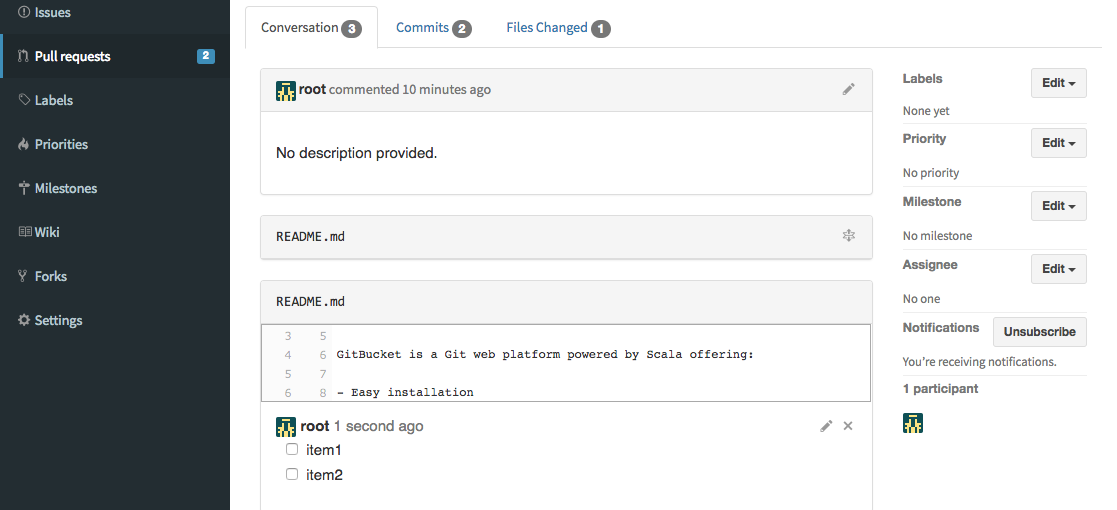 Issues
Pull requests 2
Labels
Priorities
Milestones
Wiki
Forks
Settings
Conversation 3 Commits 2 Files Changed 1
root commented 10 minutes ago
No description provided.
README.md
README.md
3 5
4 6 GitBucket is a Git web platform powered by Scala offering:
5 7
6 8 - Easy installation
root 1 second ago
item1
item2
Labels Edit
None yet
Priority Edit
No priority
Milestone Edit
No milestone
Assignee Edit
No one
Notifications Unsubscribe
You're receiving notifications.
1 participant